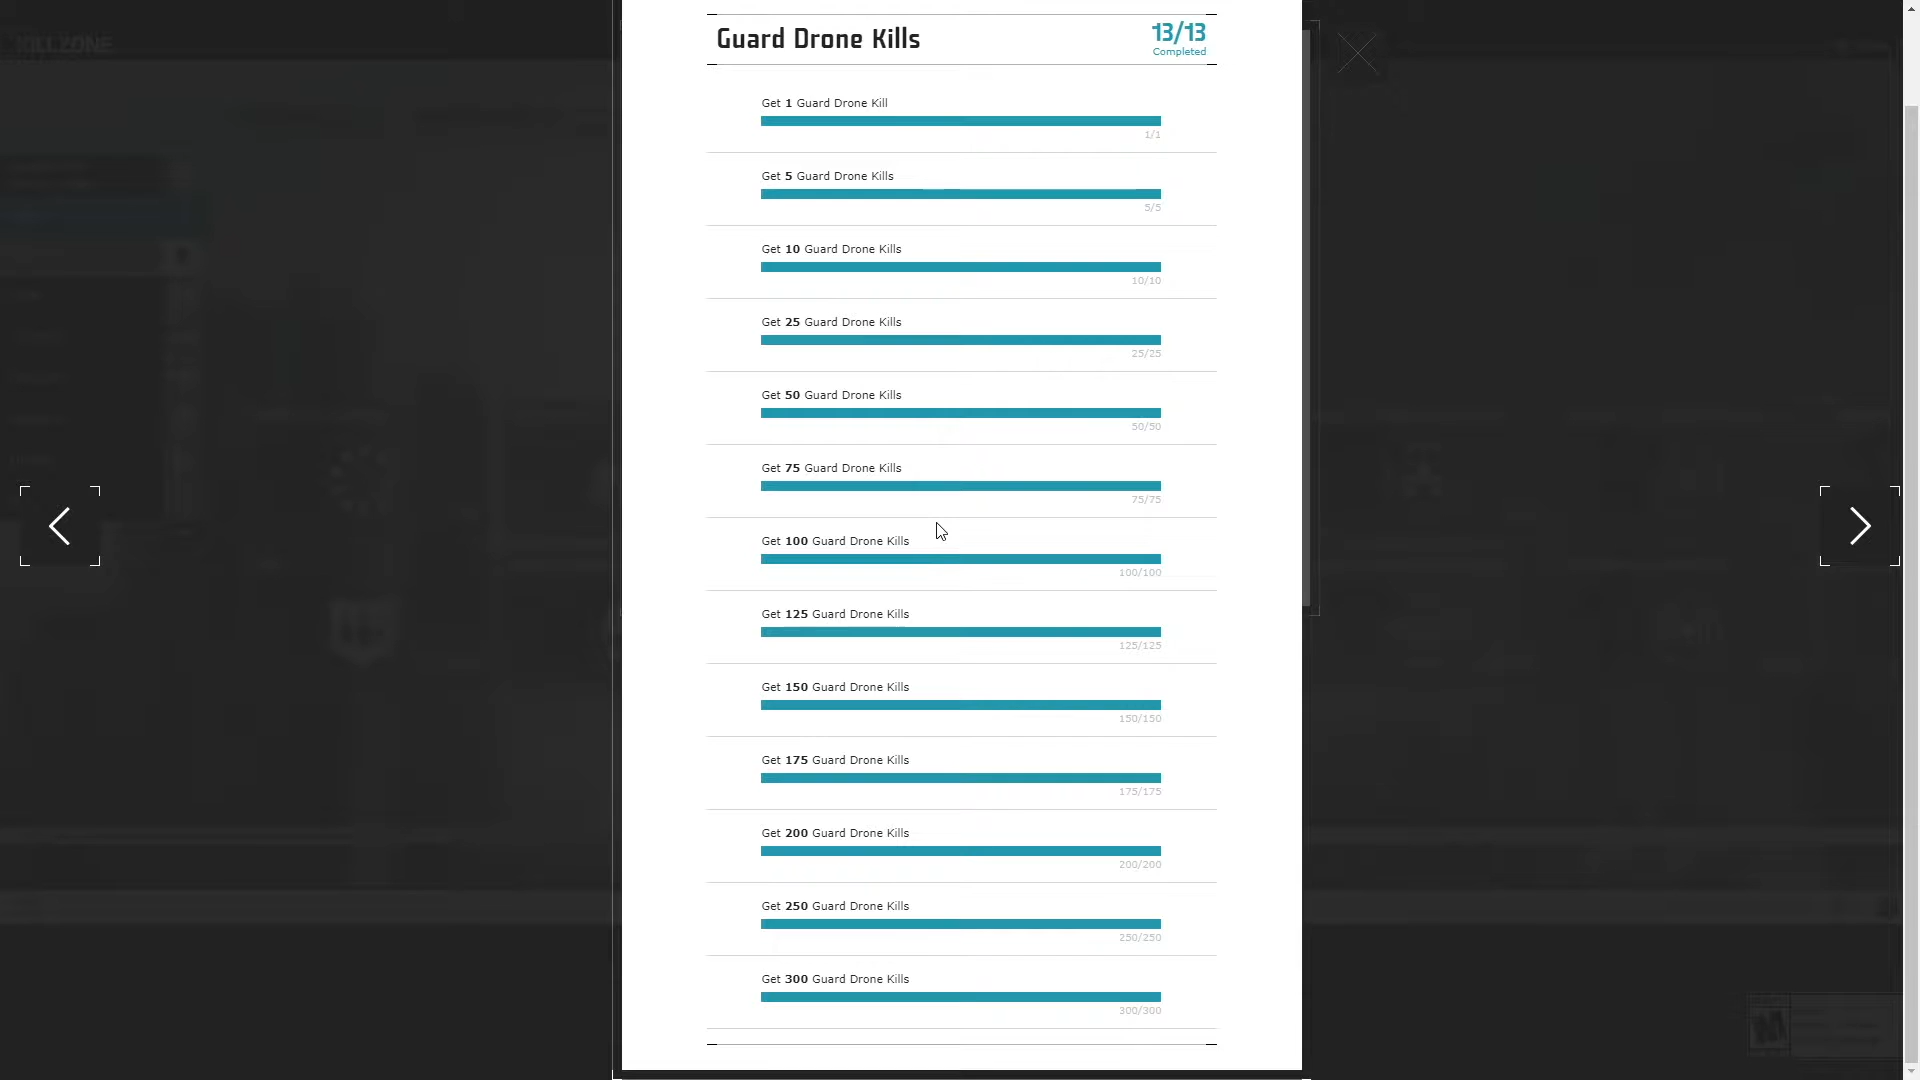 KILLZONE
Guard Drone Kills
13/13
Completed
Get 1 Guard Drone Kill
1/1
Get 5 Guard Drone Kills
5/5
Get 10 Guard Drone Kills
10/10
Get 25 Guard Drone Kills
25/25
Get 50 Guard Drone Kills
50/50
Get 75 Guard Drone Kills
75/75
Get 100 Guard Drone Kills
100/100
Get 125 Guard Drone Kills
125/125
Get 150 Guard Drone Kills
150/150
Get 175 Guard Drone Kills
175/175
Get 200 Guard Drone Kills
200/200
Get 250 Guard Drone Kills
250/250
Get 300 Guard Drone Kills
300/300